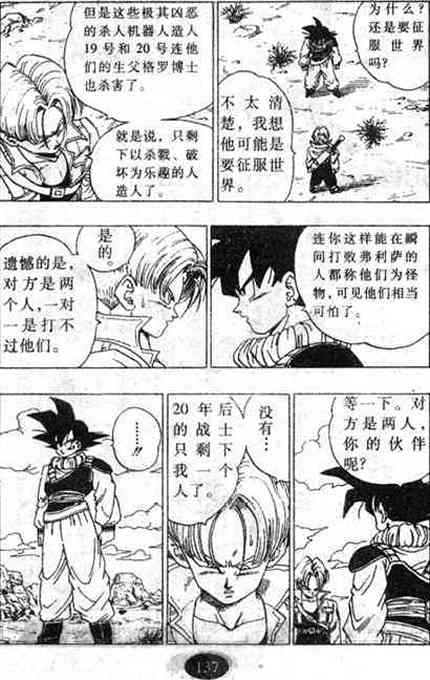 为什么？
还是要征
服世界
吗？
不太清
楚，我想
他可能是
要征服世
界。
但是这些极其凶恶
的杀人机器人造人
19号和20号连他
们的生父格罗博士
也杀害了。
就是说，只剩
下以杀戮、破
坏为乐趣的人
造人了。
连你这样能在瞬
间打败弗利萨的
人都称他们为怪
物，可见他们相当
可怕了。
是的。
遗憾的是，
对方是两
个人，一对
一是打不
过他们。
等一下。对
方是两人，
你的伙伴
呢？
没有…
20年后
的战士
只剩下
我一个
人了。
……!!
137